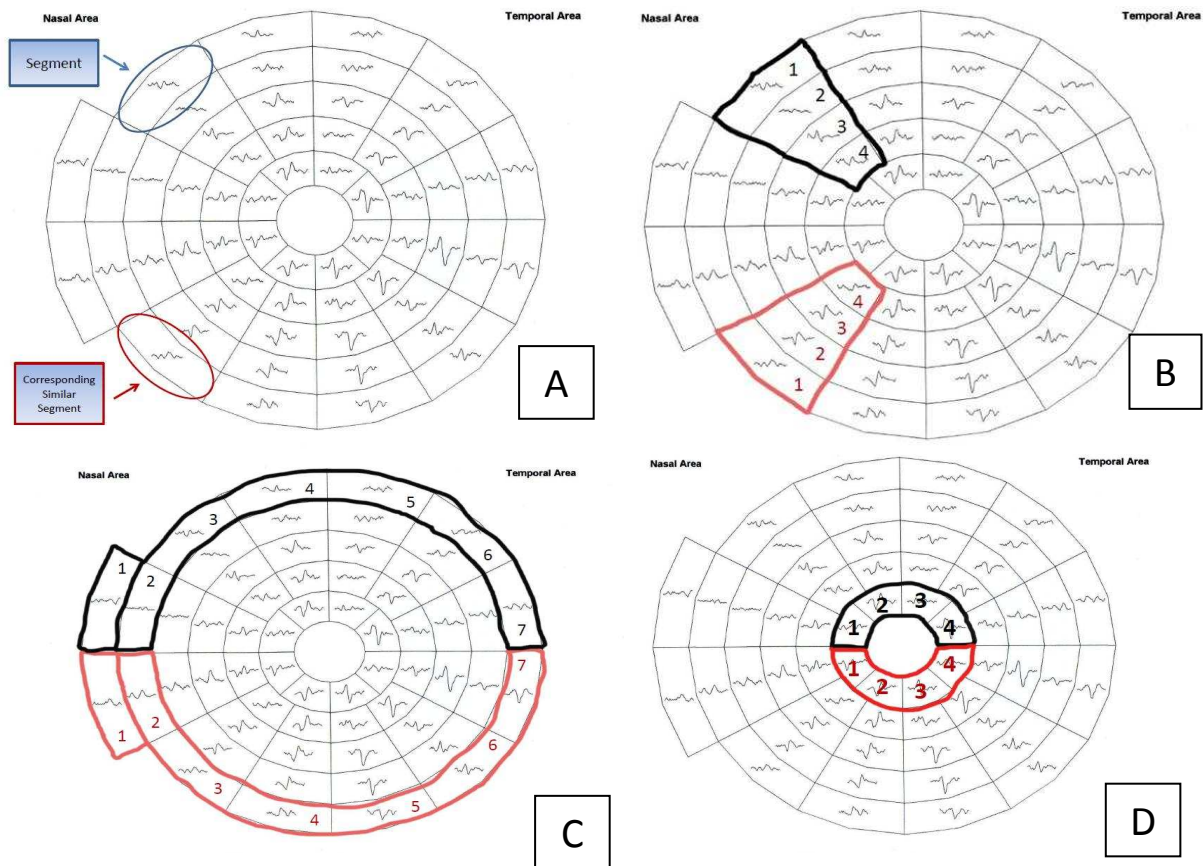 Nasal Area
Temporal Area
Segment
Corresponding
Similar
Segment
A
Nasal Area
Temporal Area
1
2
3
4
4
3
2
1
B
Nasal Area
Temporal Area
4
5
3
6
1
2
7
7
2
1
6
3
5
4
C
Nasal Area
Temporal Area
2
3
1
4
1
4
2
3
D